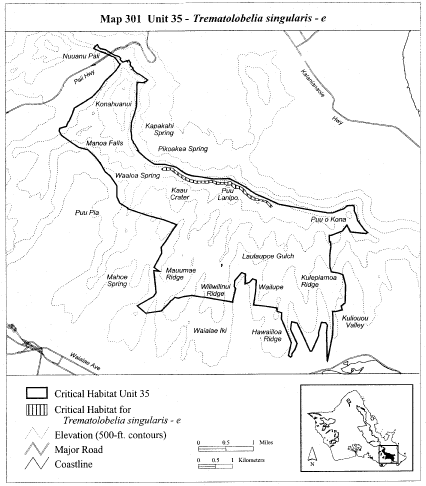 Map 301 Unit 35 - Trematolobelia singularis - e
Nuuanu Pali
Pali Hwy
Kalanianaole
Hwy
Konahuanui
Kapakahi
Spring
Manoa Falls
Pikoakea Spring
Waaloa Spring
Kaau
Crater
Puu
Lanipo
Puu Pia
Puu o Kona
Laulaupoe Gulch
Mahoe
Spring
Mauumae
Ridge
Kulepiamoa
Ridge
Wiliwilinui
Ridge
Wailupe
Kuliouou
Valley
Waialae Iki
Hawaiiloa
Ridge
Waialae Ave
Critical Habitat Unit 35
Critical Habitat for
Trematolobelia singularis - e
Elevation (500-ft. contours)
Major Road
Coastline
0 0.5 1 Miles
0 0.5 1 Kilometers
N